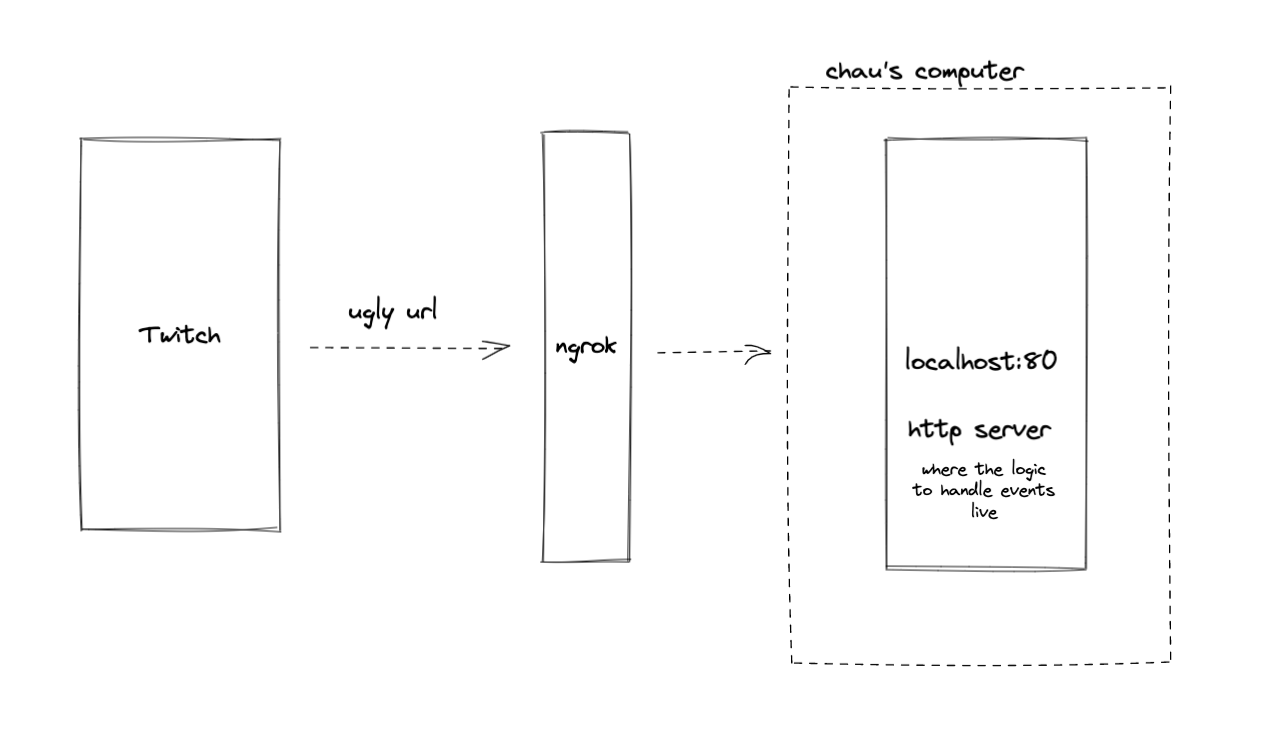 chau's computer
Twitch
ugly url
ngrok
localhost:80
http server
where the logic
to handle events
live